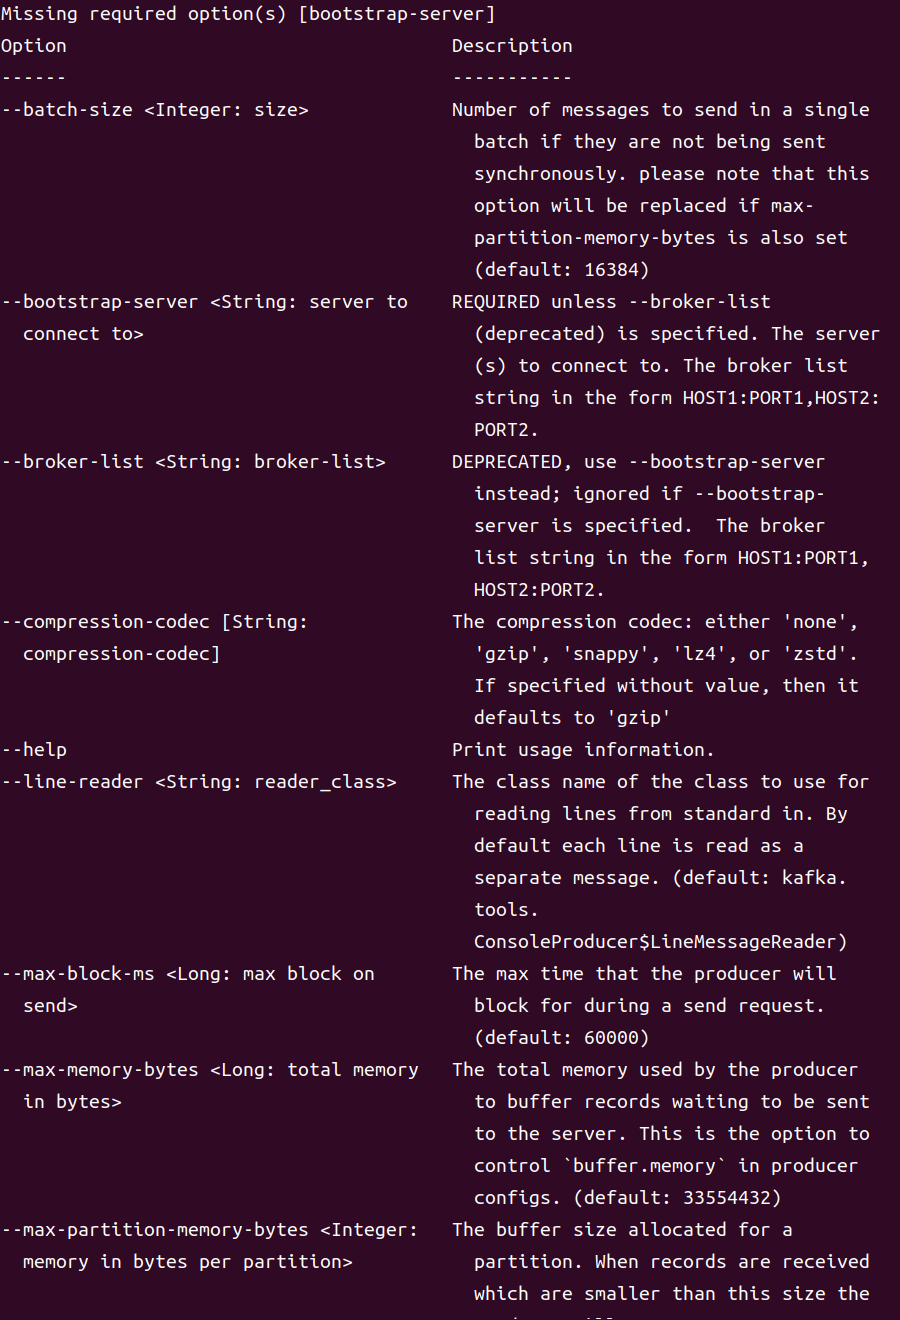 Missing required option(s) [bootstrap-server]
Option                                   Description
------                                   -----------
--batch-size <Integer: size>             Number of messages to send in a single
                                           batch if they are not being sent
                                           synchronously. please note that this
                                           option will be replaced if max-
                                           partition-memory-bytes is also set
                                           (default: 16384)
--bootstrap-server <String: server to    REQUIRED unless --broker-list
  connect to>                              (deprecated) is specified. The server
                                           (s) to connect to. The broker list
                                           string in the form HOST1:PORT1,HOST2:
                                           PORT2.
--broker-list <String: broker-list>      DEPRECATED, use --bootstrap-server
                                           instead; ignored if --bootstrap-
                                           server is specified.  The broker
                                           list string in the form HOST1:PORT1,
                                           HOST2:PORT2.
--compression-codec [String:             The compression codec: either 'none',
  compression-codec]                       'gzip', 'snappy', 'lz4', or 'zstd'.
                                           If specified without value, then it
                                           defaults to 'gzip'
--help                                   Print usage information.
--line-reader <String: reader_class>     The class name of the class to use for
                                           reading lines from standard in. By
                                           default each line is read as a
                                           separate message. (default: kafka.
                                           tools.
                                           ConsoleProducer$LineMessageReader)
--max-block-ms <Long: max block on       The max time that the producer will
  send>                                    block for during a send request.
                                           (default: 60000)
--max-memory-bytes <Long: total memory   The total memory used by the producer
  in bytes>                                to buffer records waiting to be sent
                                           to the server. This is the option to
                                           control `buffer.memory` in producer
                                           configs. (default: 33554432)
--max-partition-memory-bytes <Integer:   The buffer size allocated for a
  memory in bytes per partition>           partition. When records are received
                                           which are smaller than this size the